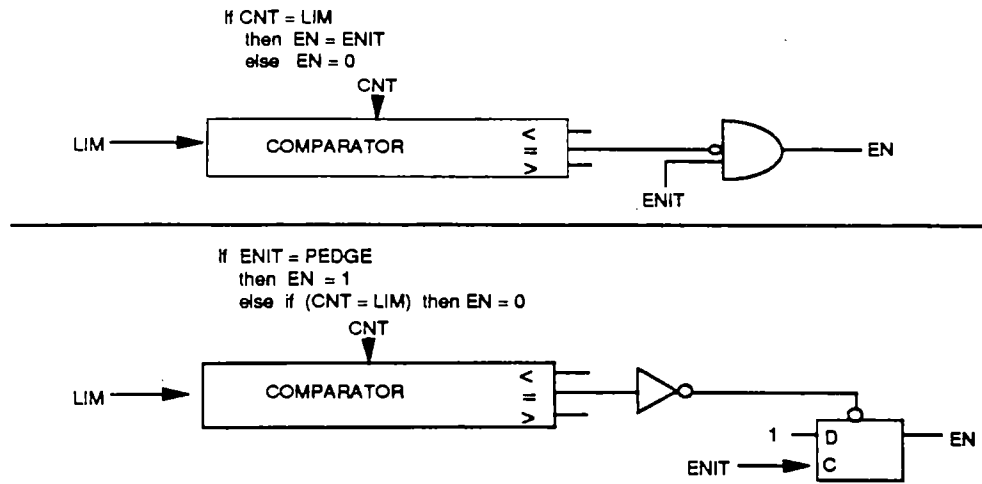 If CNT = LIM
then EN = ENIT
else EN = 0
CNT
LIM
COMPARATOR
<
=
>
ENIT
EN
If ENIT = PEDGE
then EN = 1
else if (CNT = LIM) then EN = 0
CNT
LIM
COMPARATOR
<
=
>
1
D
EN
ENIT
C